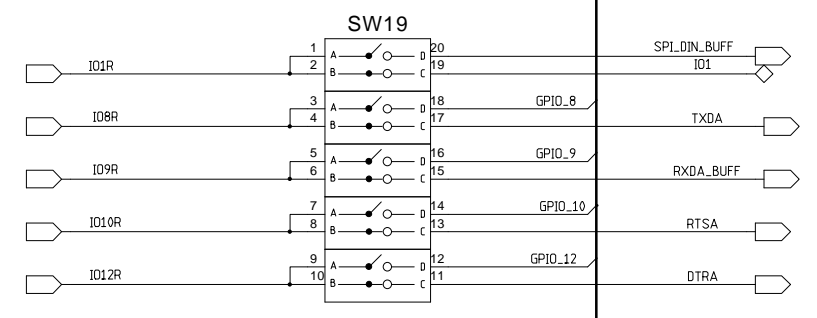 SW19
1 A D 20 SPI_DIN_BUFF
IO1R 2 B C 19 IO1
3 A D 18 GPIO_8
IO8R 4 B C 17 TXDA
5 A D 16 GPIO_9
IO9R 6 B C 15 RXDA_BUFF
7 A D 14 GPIO_10
IO10R 8 B C 13 RTSA
9 A D 12 GPIO_12
IO12R 10 B C 11 DTRA